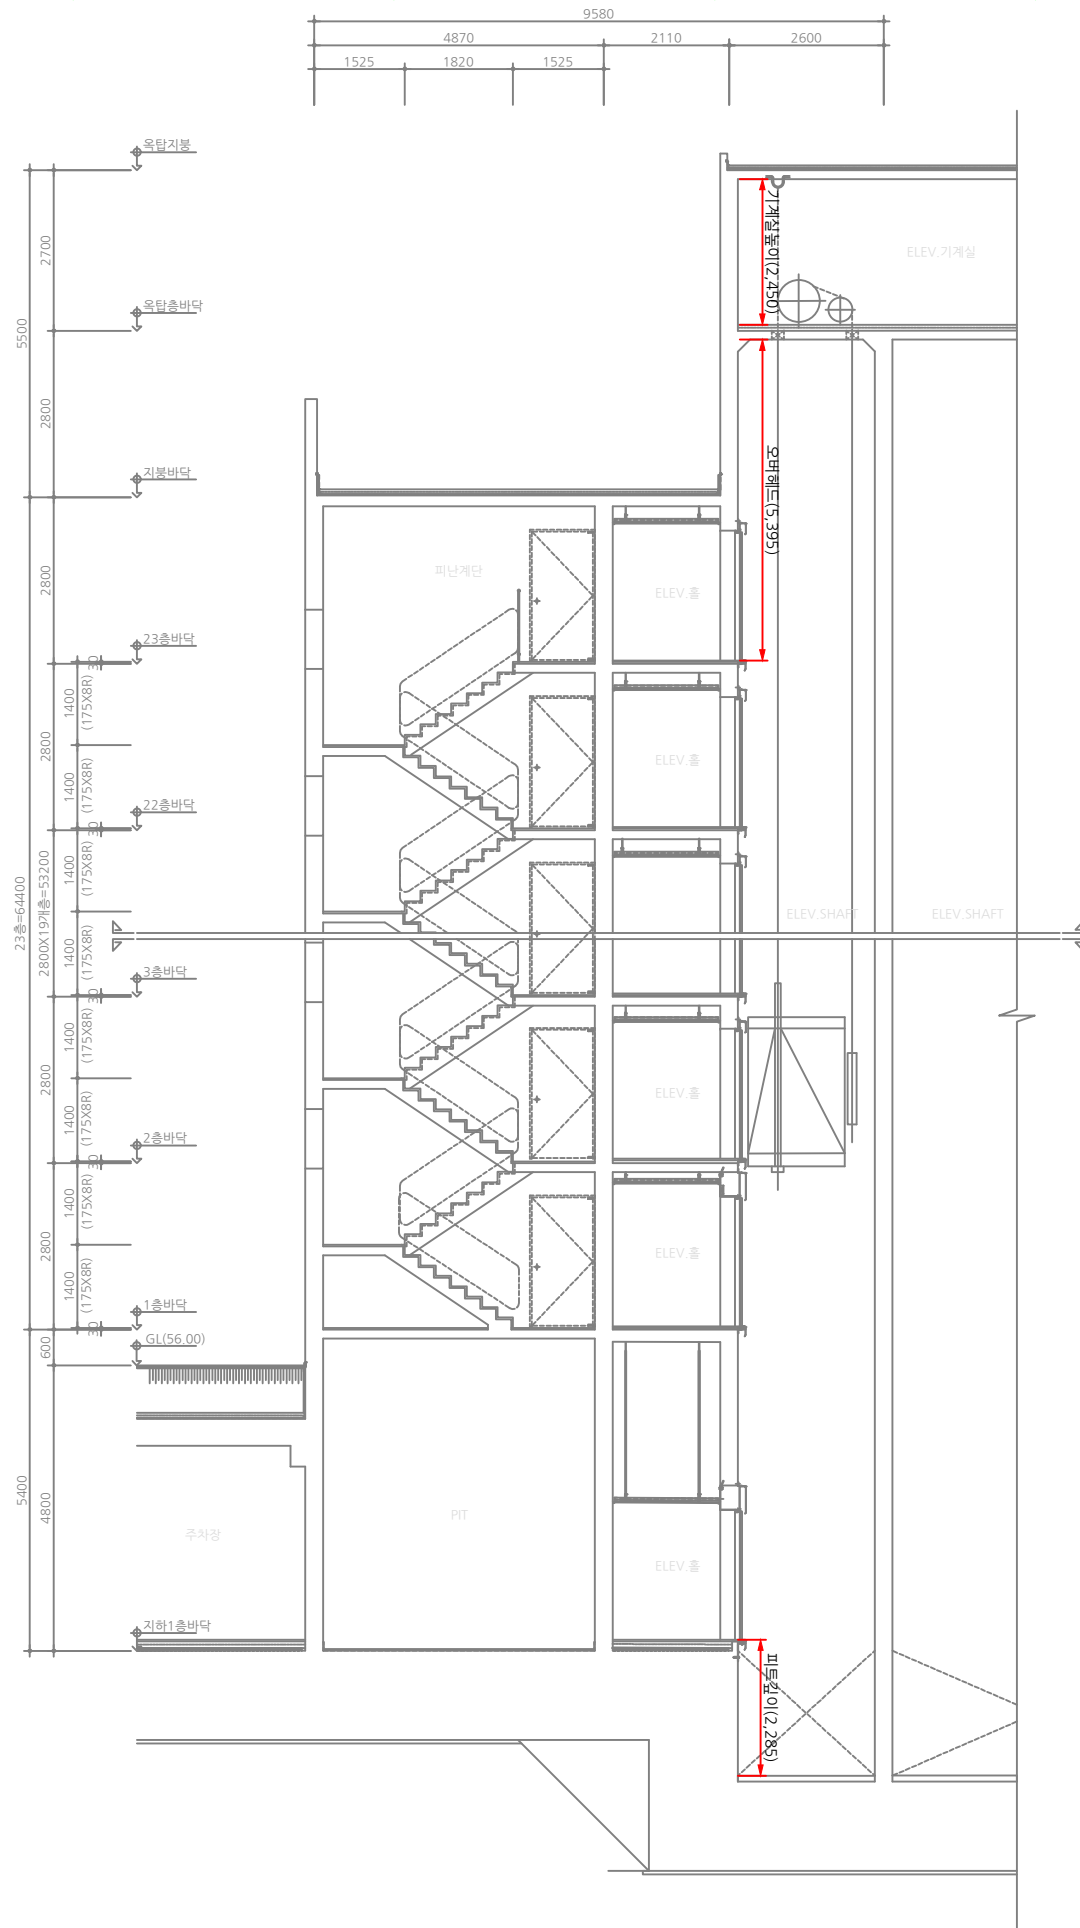 9580
4870
2110
2600
1525
1820
1525
옥탑지붕
2700
기계실높이(2,450)
ELEV.기계실
옥탑층바닥
5500
2800
지붕바닥
오버헤드(5,395)
피난계단
ELEV.홀
2800
23층바닥
30
1400
(175X8R)
2800
ELEV.홀
1400
(175X8R)
22층바닥
30
1400
(175X8R)
23층=64400
2800X19개층=53200
ELEV.SHAFT
ELEV.SHAFT
1400
(175X8R)
3층바닥
30
1400
(175X8R)
2800
ELEV.홀
1400
(175X8R)
2층바닥
30
1400
(175X8R)
2800
ELEV.홀
1400
(175X8R)
1층바닥
30
GL(56.00)
600
5400
4800
PIT
주차장
ELEV.홀
지하1층바닥
피트깊이(2,285)